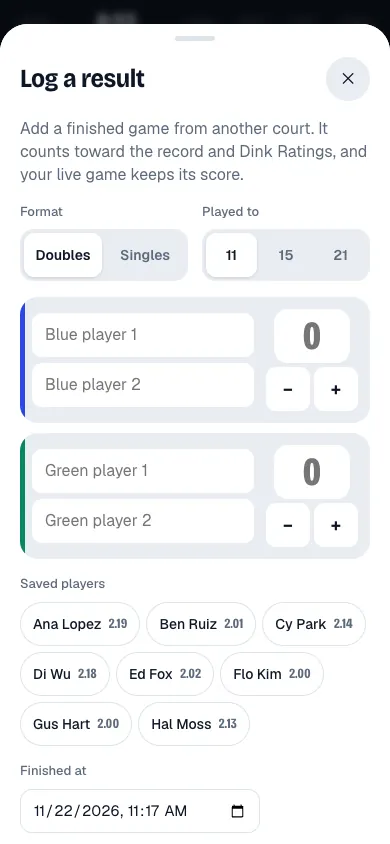 Log a result
Add a finished game from another court. It
counts toward the record and Dink Ratings, and
your live game keeps its score.
Format
Played to
Doubles Singles
11 15 21
Blue player 1
0
Blue player 2
− +
Green player 1
0
Green player 2
− +
Saved players
Ana Lopez 2.19 Ben Ruiz 2.01 Cy Park 2.14
Di Wu 2.18 Ed Fox 2.02 Flo Kim 2.00
Gus Hart 2.00 Hal Moss 2.13
Finished at
11/22/2026, 11:17 AM